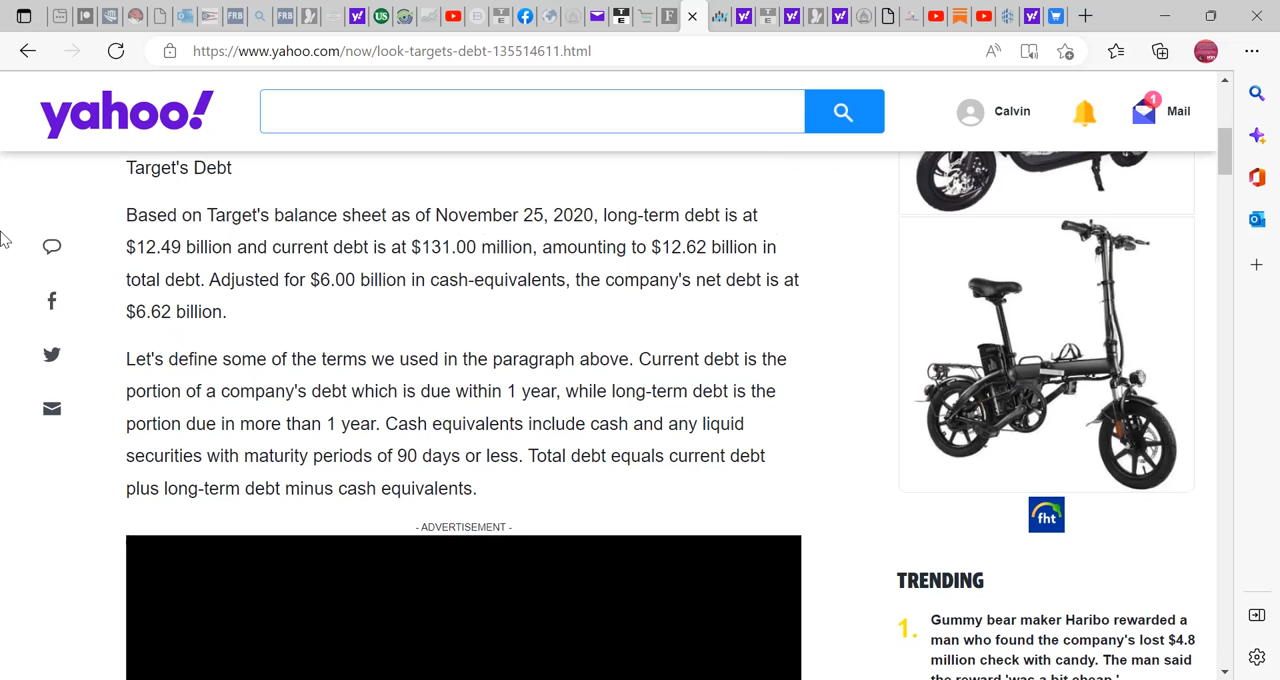 https://www.yahoo.com/now/look-targets-debt-135514611.html
yahoo!
Calvin
1
Mail
Target's Debt
Based on Target's balance sheet as of November 25, 2020, long-term debt is at
$12.49 billion and current debt is at $131.00 million, amounting to $12.62 billion in
total debt. Adjusted for $6.00 billion in cash-equivalents, the company's net debt is at
$6.62 billion.
Let's define some of the terms we used in the paragraph above. Current debt is the
portion of a company's debt which is due within 1 year, while long-term debt is the
portion due in more than 1 year. Cash equivalents include cash and any liquid
securities with maturity periods of 90 days or less. Total debt equals current debt
plus long-term debt minus cash equivalents.
- ADVERTISEMENT -
fht
TRENDING
1.
Gummy bear maker Haribo rewarded a
man who found the company's lost $4.8
million check with candy. The man said
the reward 'was a bit cheap.'